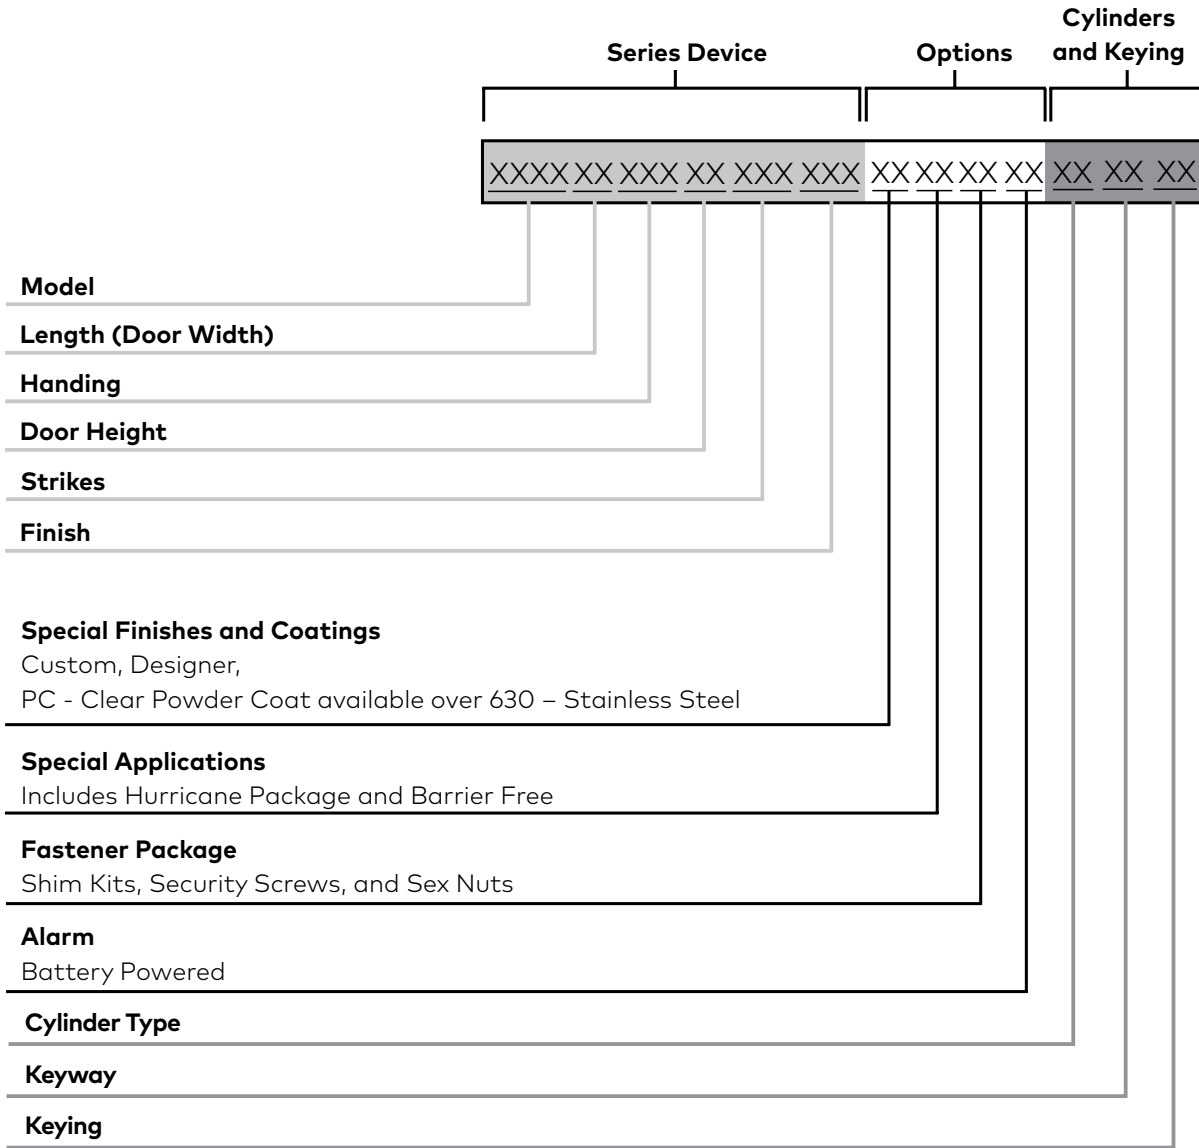 Cylinders
Series Device Options and Keying
XXXX XX XXX XX XXX XXX XX XX XX XX XX XX XX
Model
Length (Door Width)
Handing
Door Height
Strikes
Finish
Special Finishes and Coatings
Custom, Designer,
PC - Clear Powder Coat available over 630 – Stainless Steel
Special Applications
Includes Hurricane Package and Barrier Free
Fastener Package
Shim Kits, Security Screws, and Sex Nuts
Alarm
Battery Powered
Cylinder Type
Keyway
Keying